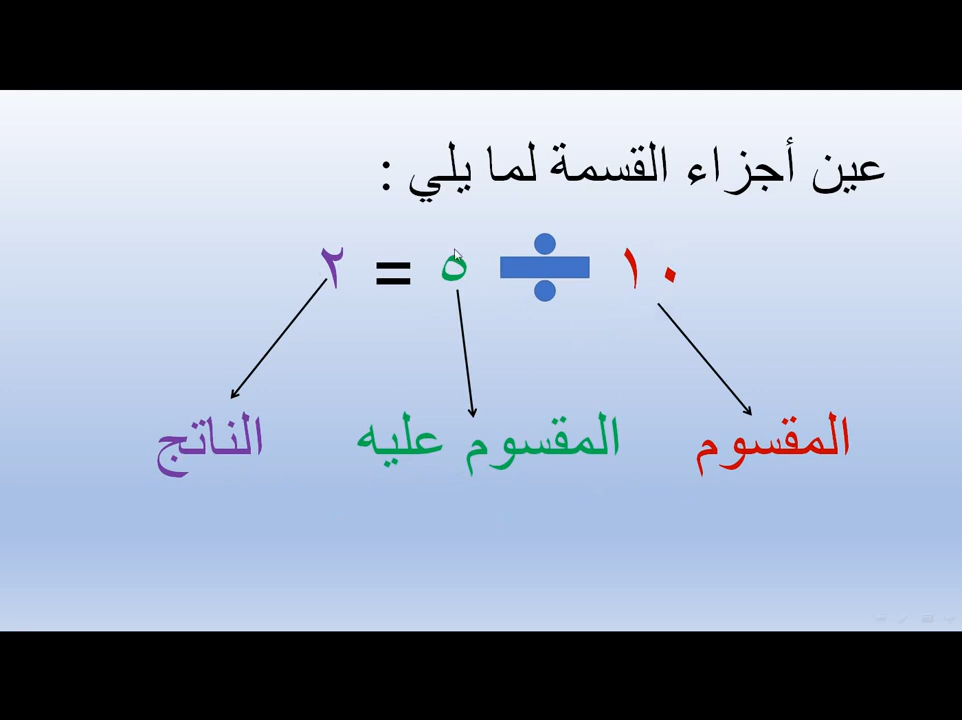 عين أجزاء القسمة لما يلي :
١٠ ÷ ٥ = ٢
المقسوم المقسوم عليه الناتج